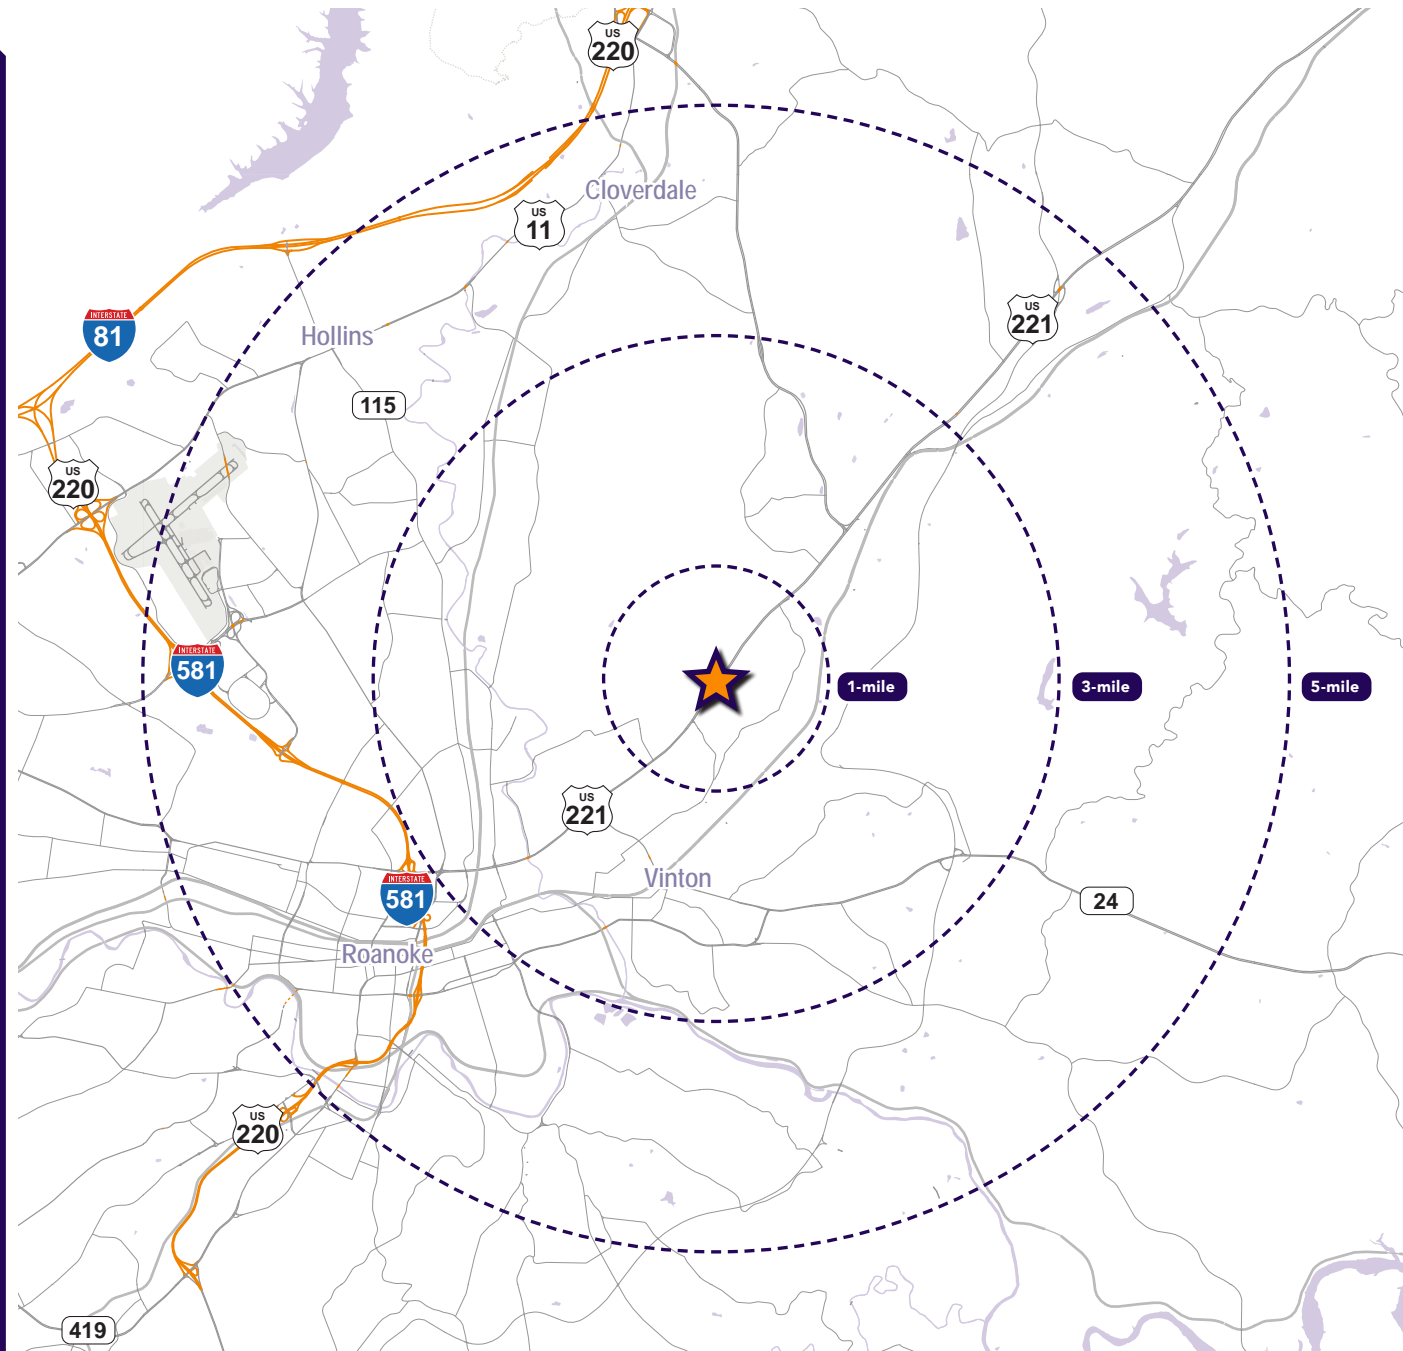 US
220
Cloverdale
US
11
INTERSTATE
81
Hollins
US
221
115
US
220
INTERSTATE
581
1-mile
3-mile
5-mile
US
221
INTERSTATE
581
Vinton
24
Roanoke
US
220
419